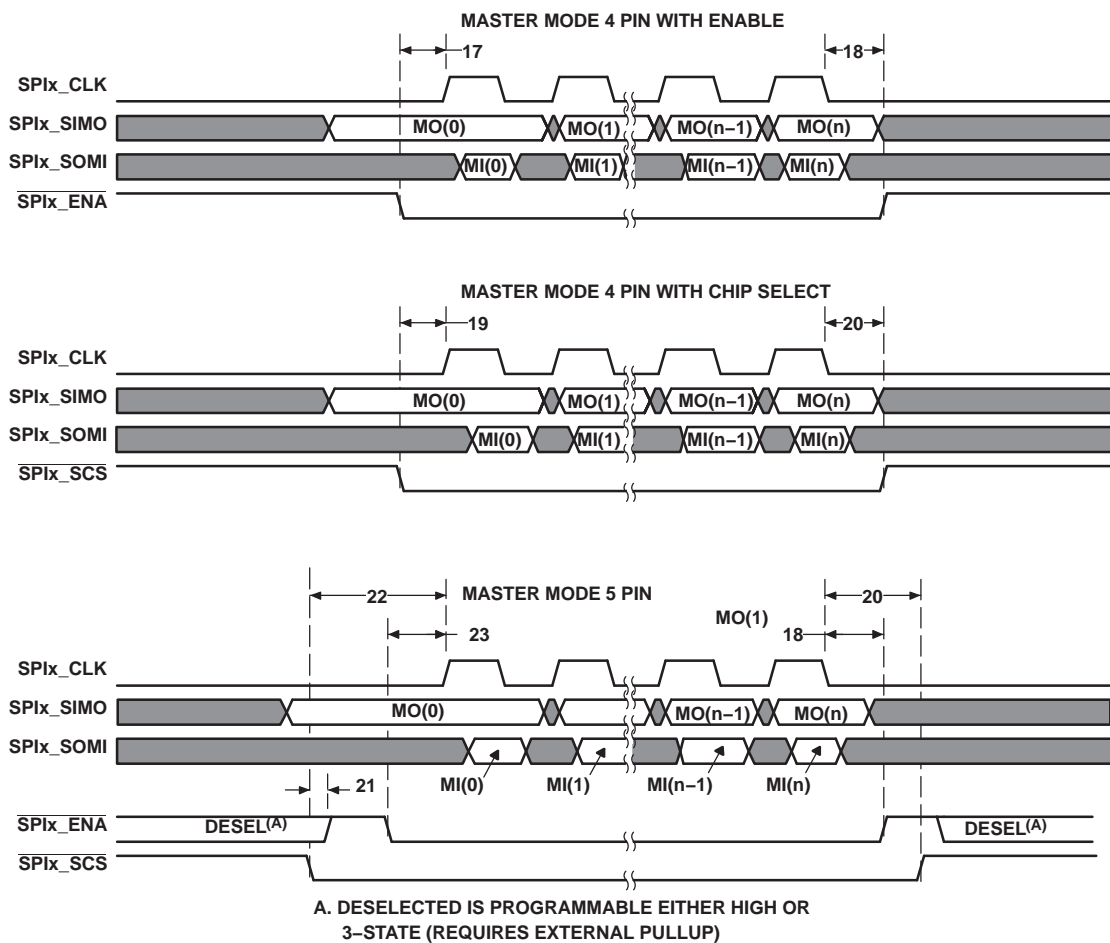 MASTER MODE 4 PIN WITH ENABLE
17
18
SPIx_CLK
SPIx_SIMO
MO(0)
MO(1)
MO(n−1)
MO(n)
SPIx_SOMI
MI(0)
MI(1)
MI(n−1)
MI(n)
SPIx_ENA
MASTER MODE 4 PIN WITH CHIP SELECT
19
20
SPIx_CLK
SPIx_SIMO
MO(0)
MO(1)
MO(n−1)
MO(n)
SPIx_SOMI
MI(0)
MI(1)
MI(n−1)
MI(n)
SPIx_SCS
MASTER MODE 5 PIN
22
20
MO(1)
23
18
SPIx_CLK
SPIx_SIMO
MO(0)
MO(n−1)
MO(n)
SPIx_SOMI
MI(0)
MI(1)
MI(n−1)
MI(n)
21
SPIx_ENA
DESEL(A)
DESEL(A)
SPIx_SCS
A. DESELECTED IS PROGRAMMABLE EITHER HIGH OR
3−STATE (REQUIRES EXTERNAL PULLUP)